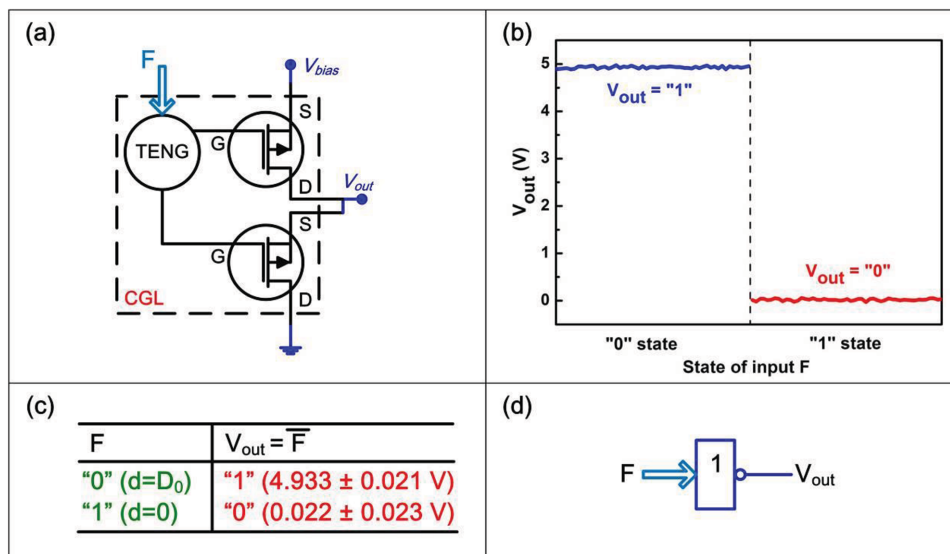 (a)
F
V_bias
S
TENG
G
D
V_out
S
G
CGL
D
(b)
V_out (V)
5
4
3
2
1
0
V_out = "1"
V_out = "0"
"0" state "1" state
State of input F
(c)
F V_out = F̅
“0” (d=D₀) “1” (4.933 ± 0.021 V)
“1” (d=0) “0” (0.022 ± 0.023 V)
(d)
F 1 V_out